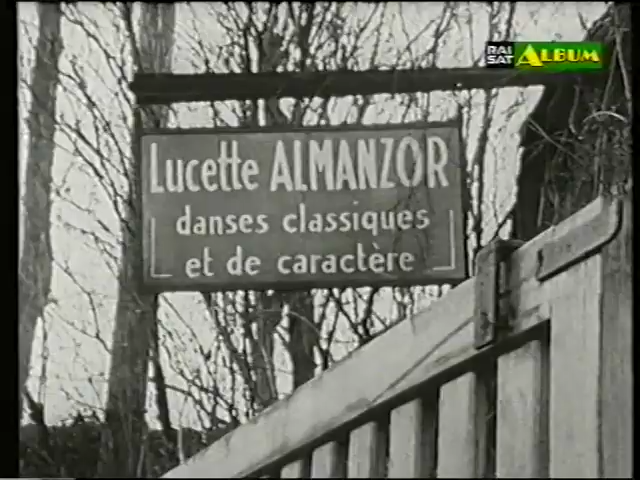 RAI
SAT ALBUM
Lucette ALMANZOR
danses classiques
et de caractère